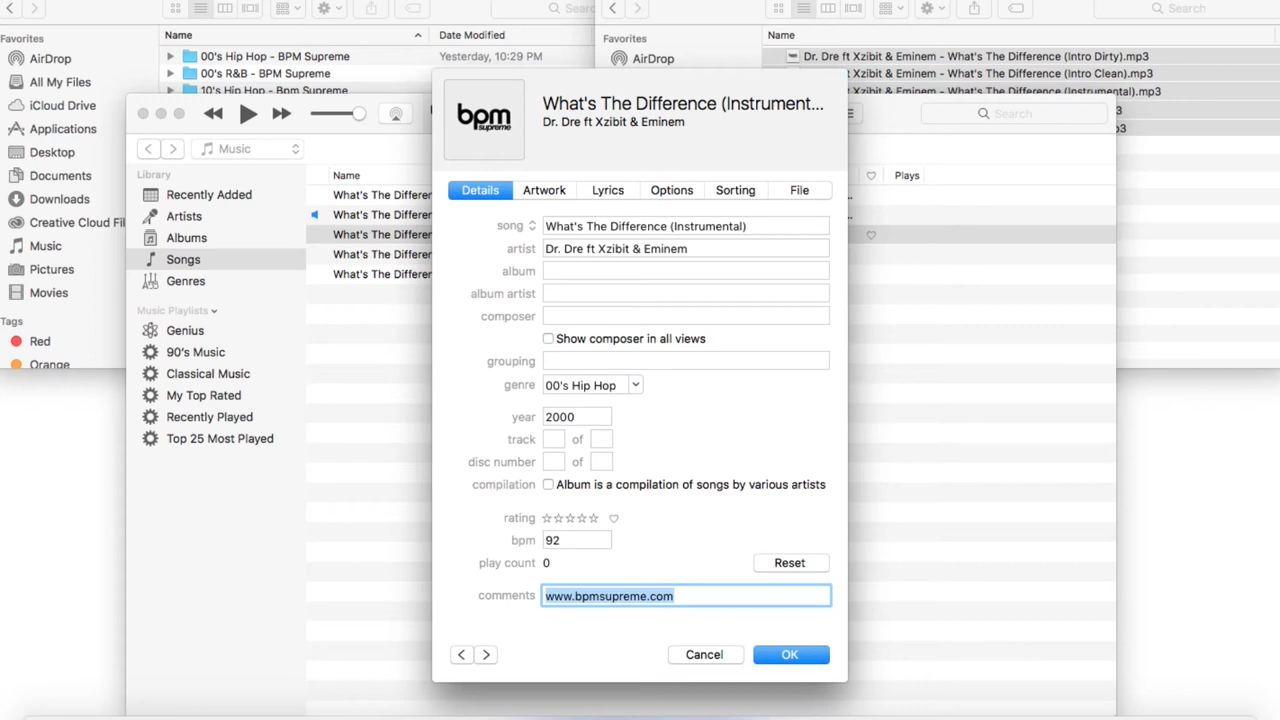 Search
Search
Name
Date Modified
Name
Favorites
AirDrop
All My Files
iCloud Drive
Applications
Desktop
Documents
Downloads
Creative Cloud Fil
Music
Pictures
Movies
Tags
Red
Orange
00's Hip Hop - BPM Supreme
Yesterday, 10:29 PM
00's R&B - BPM Supreme
10's Hip Hop - BPM Supreme
Favorites
AirDrop
Dr. Dre ft Xzibit & Eminem - What's The Difference (Intro Dirty).mp3
Dr. Dre ft Xzibit & Eminem - What's The Difference (Intro Clean).mp3
Xzibit & Eminem - What's The Difference (Instrumental).mp3
3
p3
Search
Music
Library
Recently Added
Artists
Albums
Songs
Genres
Music Playlists
Genius
90's Music
Classical Music
My Top Rated
Recently Played
Top 25 Most Played
Name
Plays
What's The Differen
What's The Differen
What's The Differen
What's The Differen
What's The Differen
bpm
supreme
What's The Difference (Instrument...
Dr. Dre ft Xzibit & Eminem
Details Artwork Lyrics Options Sorting File
song What's The Difference (Instrumental)
artist Dr. Dre ft Xzibit & Eminem
album
album artist
composer
Show composer in all views
grouping
genre 00's Hip Hop
year 2000
track of
disc number of
compilation Album is a compilation of songs by various artists
rating
bpm 92
play count 0 Reset
comments www.bpmsupreme.com
Cancel OK